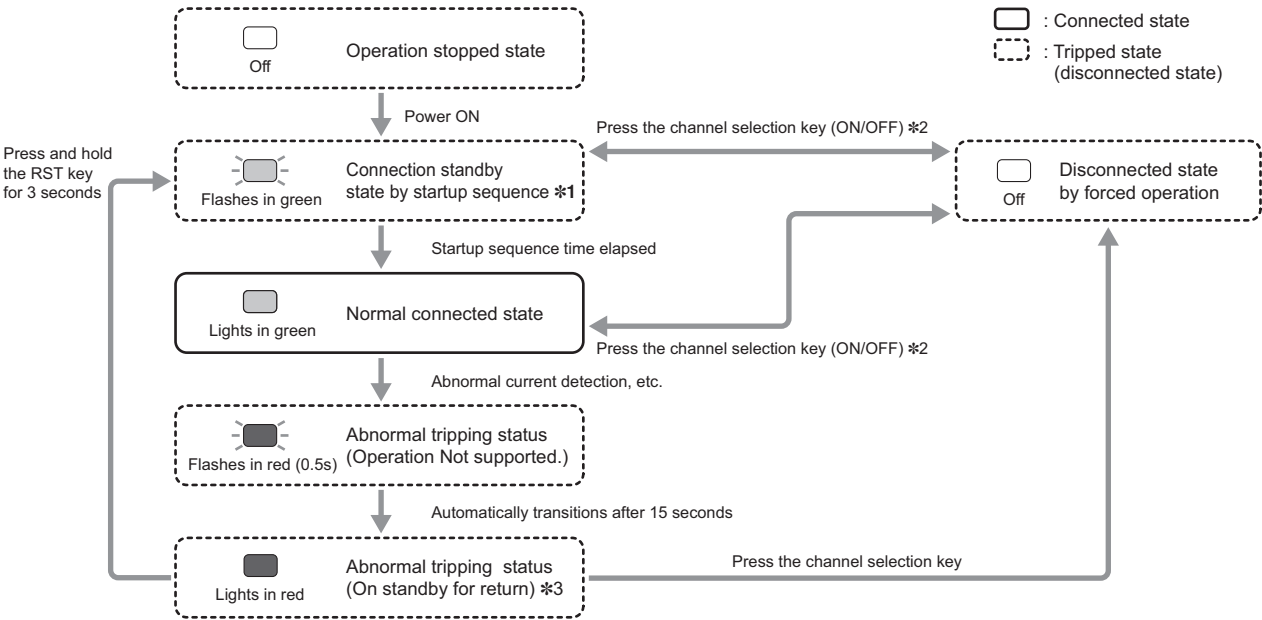 Off
Operation stopped state
: Connected state
: Tripped state
(disconnected state)
Power ON
Press the channel selection key (ON/OFF) ✻2
Press and hold
the RST key
for 3 seconds
Flashes in green
Connection standby
state by startup sequence ✻1
Off
Disconnected state
by forced operation
Startup sequence time elapsed
Lights in green
Normal connected state
Press the channel selection key (ON/OFF) ✻2
Abnormal current detection, etc.
Flashes in red (0.5s)
Abnormal tripping status
(Operation Not supported.)
Automatically transitions after 15 seconds
Lights in red
Abnormal tripping status
(On standby for return) ✻3
Press the channel selection key